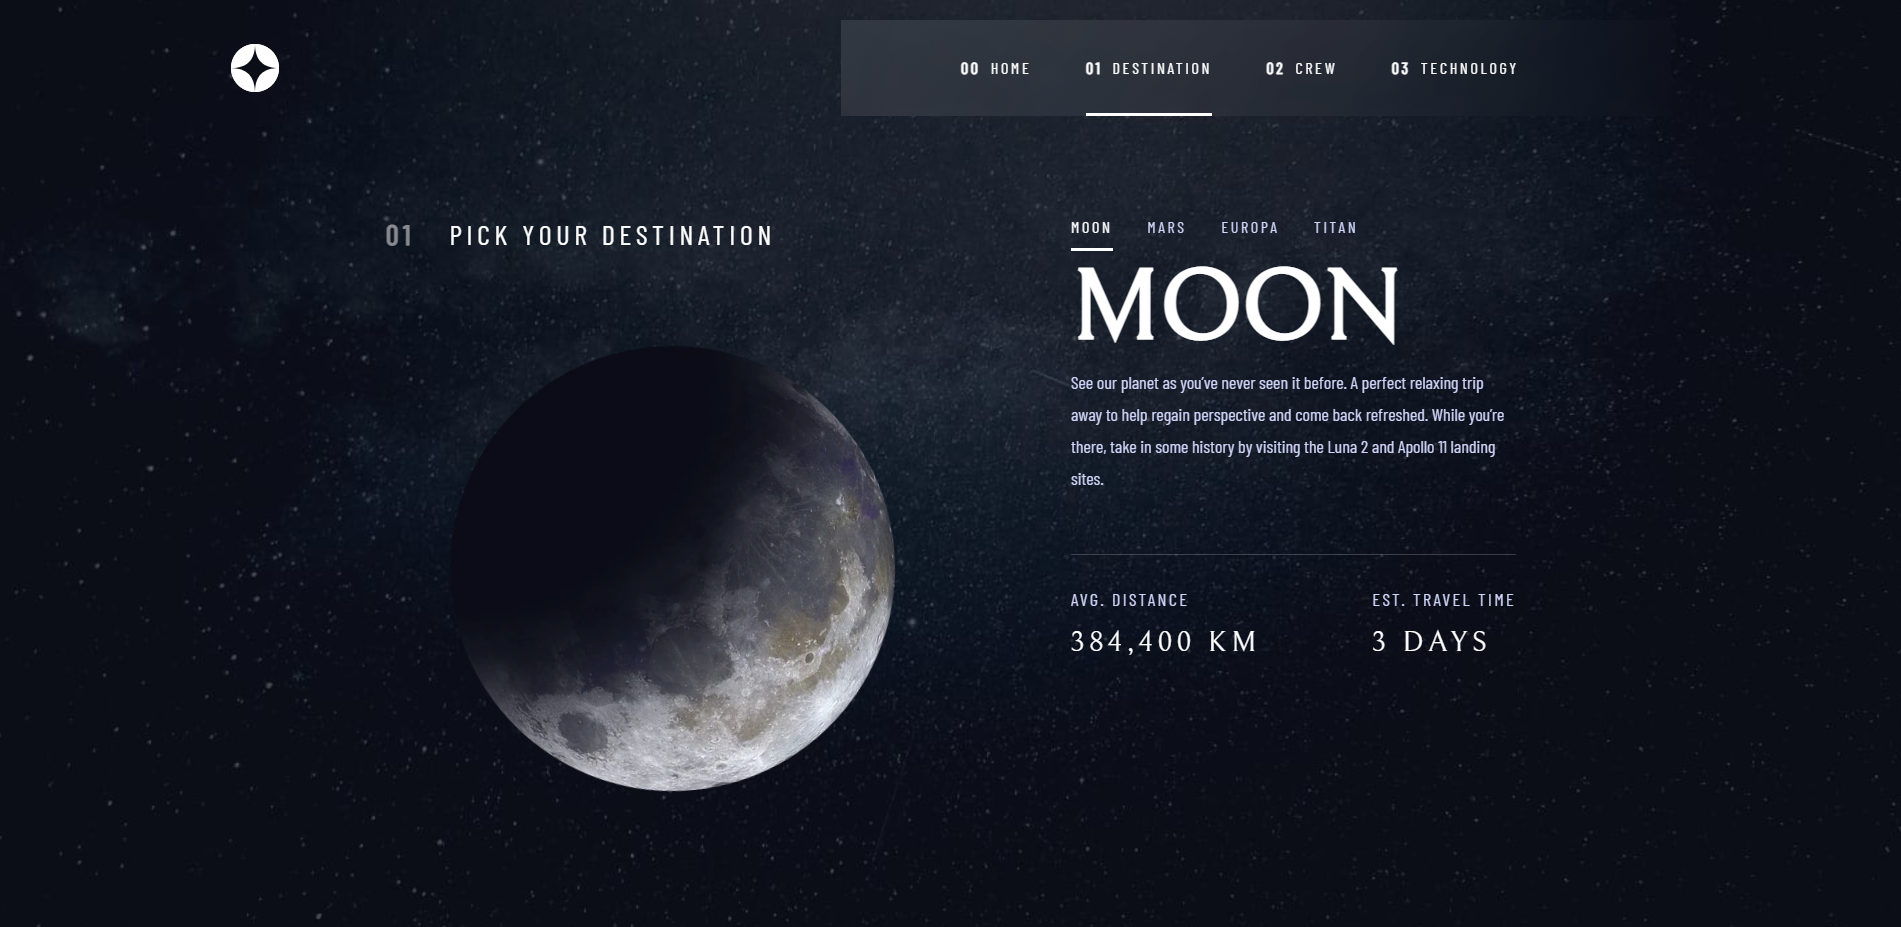 00 HOME 01 DESTINATION 02 CREW 03 TECHNOLOGY
01 PICK YOUR DESTINATION
MOON MARS EUROPA TITAN
MOON
See our planet as you’ve never seen it before. A perfect relaxing trip
away to help regain perspective and come back refreshed. While you’re
there, take in some history by visiting the Luna 2 and Apollo 11 landing
sites.
AVG. DISTANCE
384,400 KM
EST. TRAVEL TIME
3 DAYS